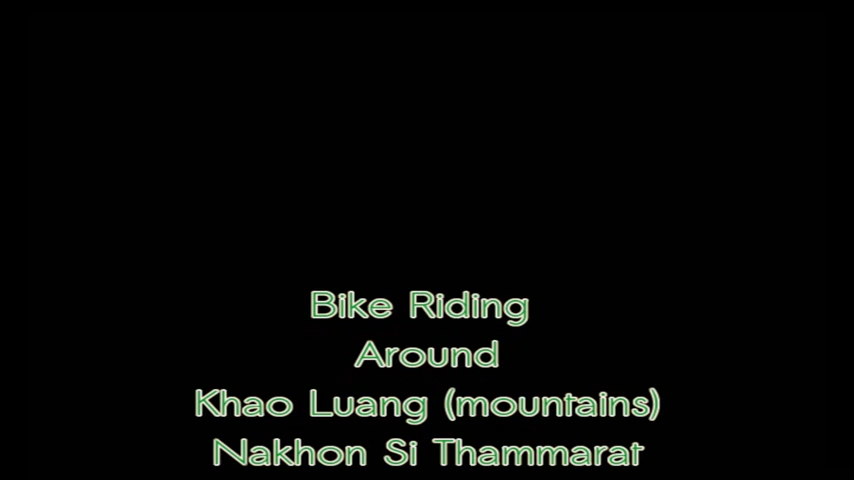 Bike Riding
Around
Khao Luang (mountains)
Nakhon Si Thammarat